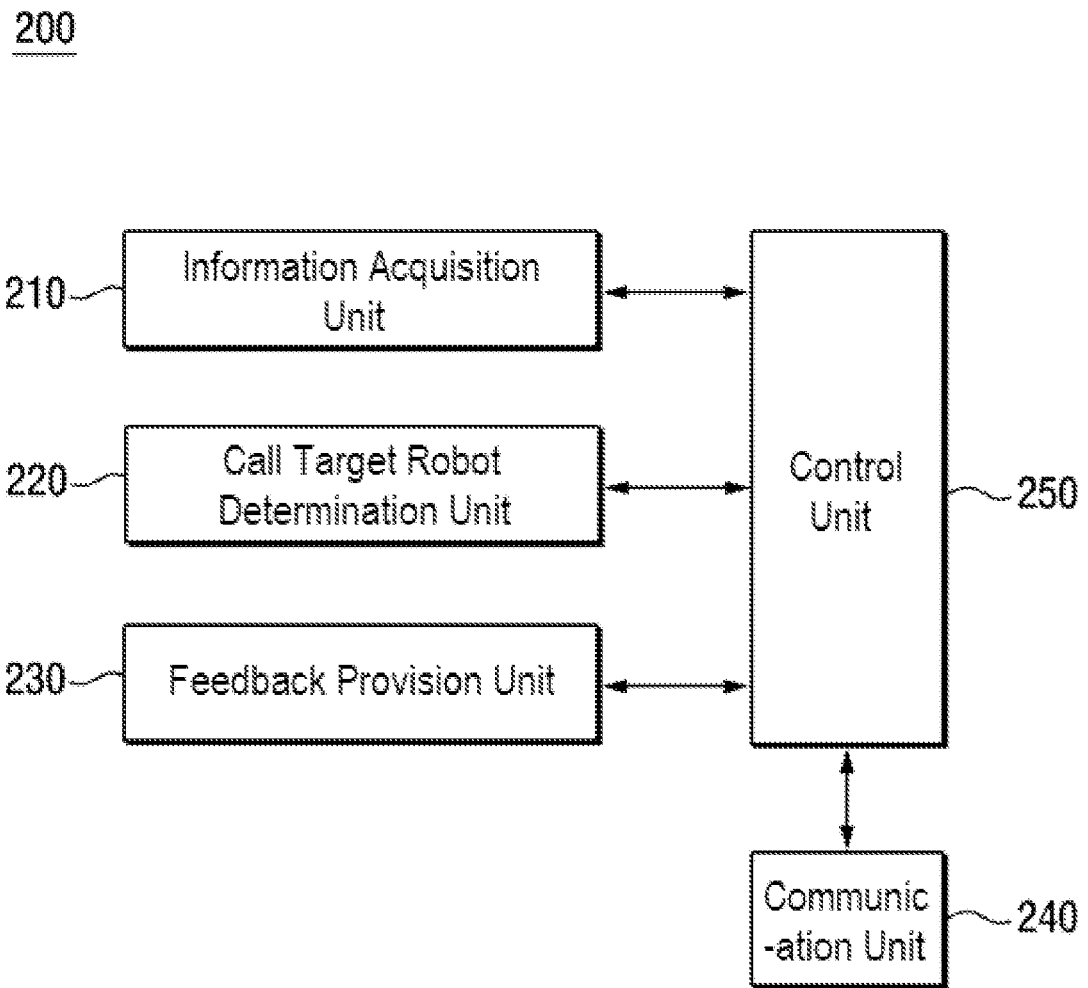 200
210
Information Acquisition
Unit
220
Call Target Robot
Determination Unit
230
Feedback Provision Unit
Control
Unit
250
Communic
-ation Unit
240